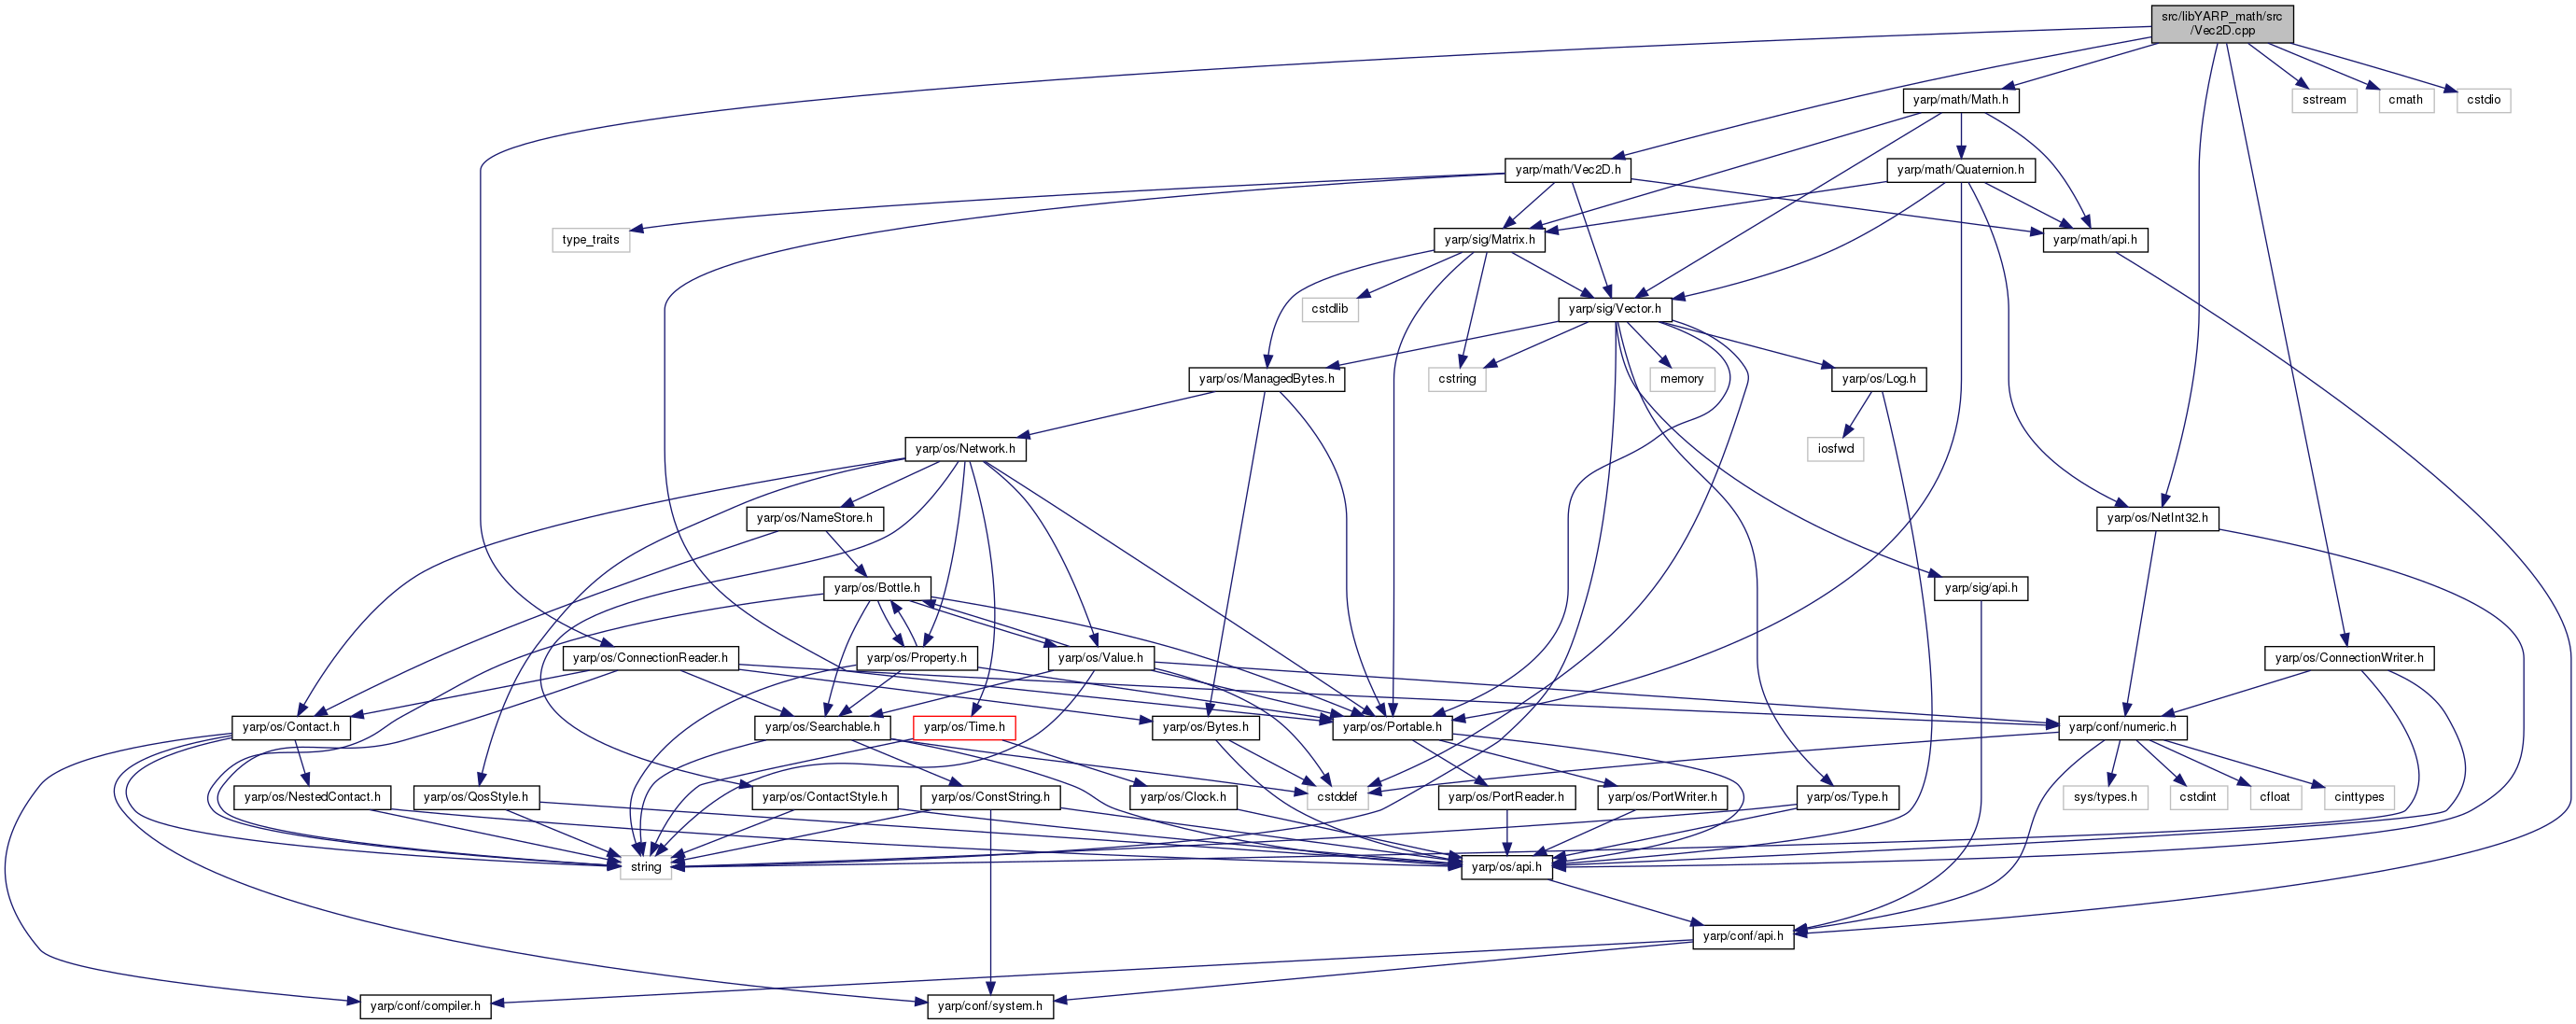 src/libYARP_math/src
/Vec2D.cpp
yarp/math/Math.h
sstream
cmath
cstdio
yarp/math/Vec2D.h
yarp/math/Quaternion.h
type_traits
yarp/sig/Matrix.h
yarp/math/api.h
cstdlib
yarp/sig/Vector.h
yarp/os/ManagedBytes.h
cstring
memory
yarp/os/Log.h
yarp/os/Network.h
iosfwd
yarp/os/NameStore.h
yarp/os/NetInt32.h
yarp/os/Bottle.h
yarp/sig/api.h
yarp/os/ConnectionReader.h
yarp/os/Property.h
yarp/os/Value.h
yarp/os/ConnectionWriter.h
yarp/os/Contact.h
yarp/os/Searchable.h
yarp/os/Time.h
yarp/os/Bytes.h
yarp/os/Portable.h
yarp/conf/numeric.h
yarp/os/NestedContact.h
yarp/os/QosStyle.h
yarp/os/ContactStyle.h
yarp/os/ConstString.h
yarp/os/Clock.h
cstddef
yarp/os/PortReader.h
yarp/os/PortWriter.h
yarp/os/Type.h
sys/types.h
cstdint
cfloat
cinttypes
string
yarp/os/api.h
yarp/conf/api.h
yarp/conf/compiler.h
yarp/conf/system.h